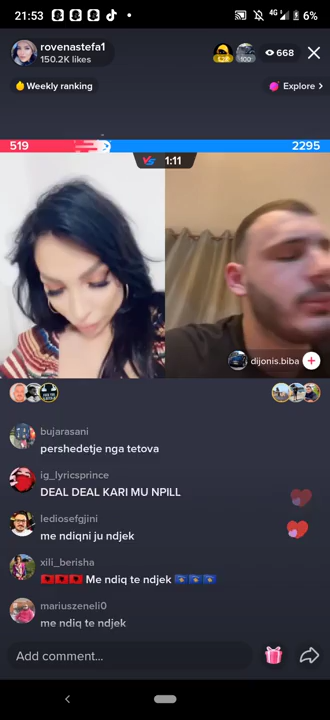 21:53
4G
6%
rovenastefa1
150.2K likes
668
Weekly ranking
Explore >
519
2295
VS 1:11
dijonis.biba
bujarasani
pershedetje nga tetova
ig_lyricsprince
DEAL DEAL KARI MU NPILL
lediosefgjini
me ndiqni ju ndjek
xili_berisha
Me ndiq te ndjek
mariuszeneli0
me ndiq te ndjek
Add comment...